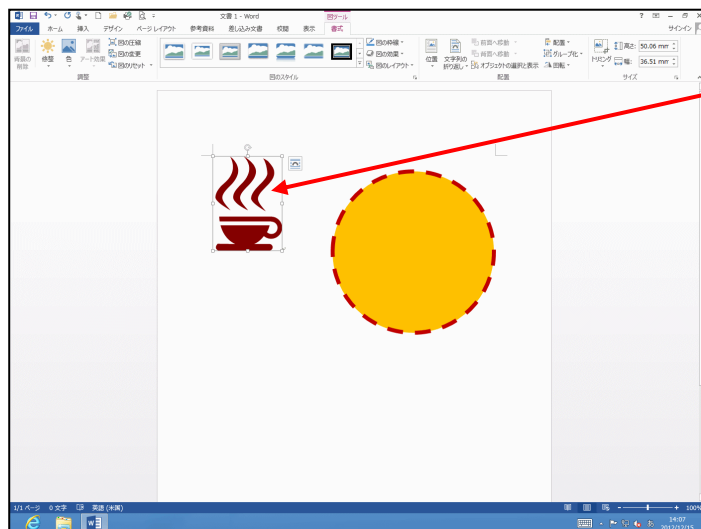 文書 1 - Word
図ツール
ファイル ホーム 挿入 デザイン ページ レイアウト 参考資料 差し込み文書 校閲 表示 書式 サインイン
背景の削除 修整 色 アート効果 図の圧縮 図の変更 図のリセット
図の枠線 図の効果 図のレイアウト
位置 文字列の折り返し 前面へ移動 背面へ移動 オブジェクトの選択と表示
配置 グループ化 回転
トリミング 高さ: 50.06 mm 幅: 36.51 mm
調整 図のスタイル 配置 サイズ
1/1 ページ 0 文字 英語 (米国) 100%
14:07
2012/12/15